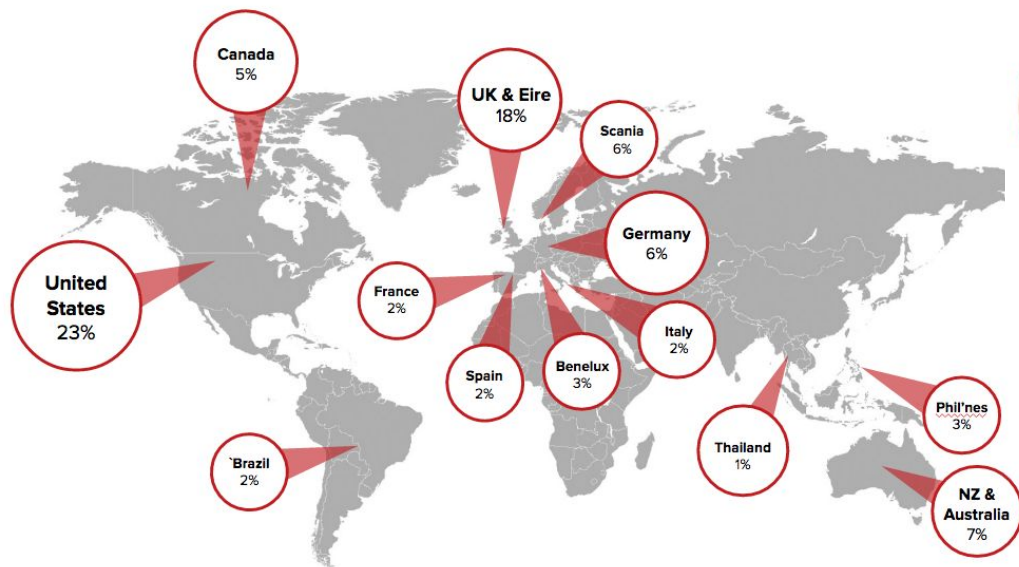 Canada
5%
UK & Eire
18%
Scania
6%
Germany
6%
United
States
23%
France
2%
Italy
2%
Spain
2%
Benelux
3%
Phil'nes
3%
Thailand
1%
`Brazil
2%
NZ &
Australia
7%